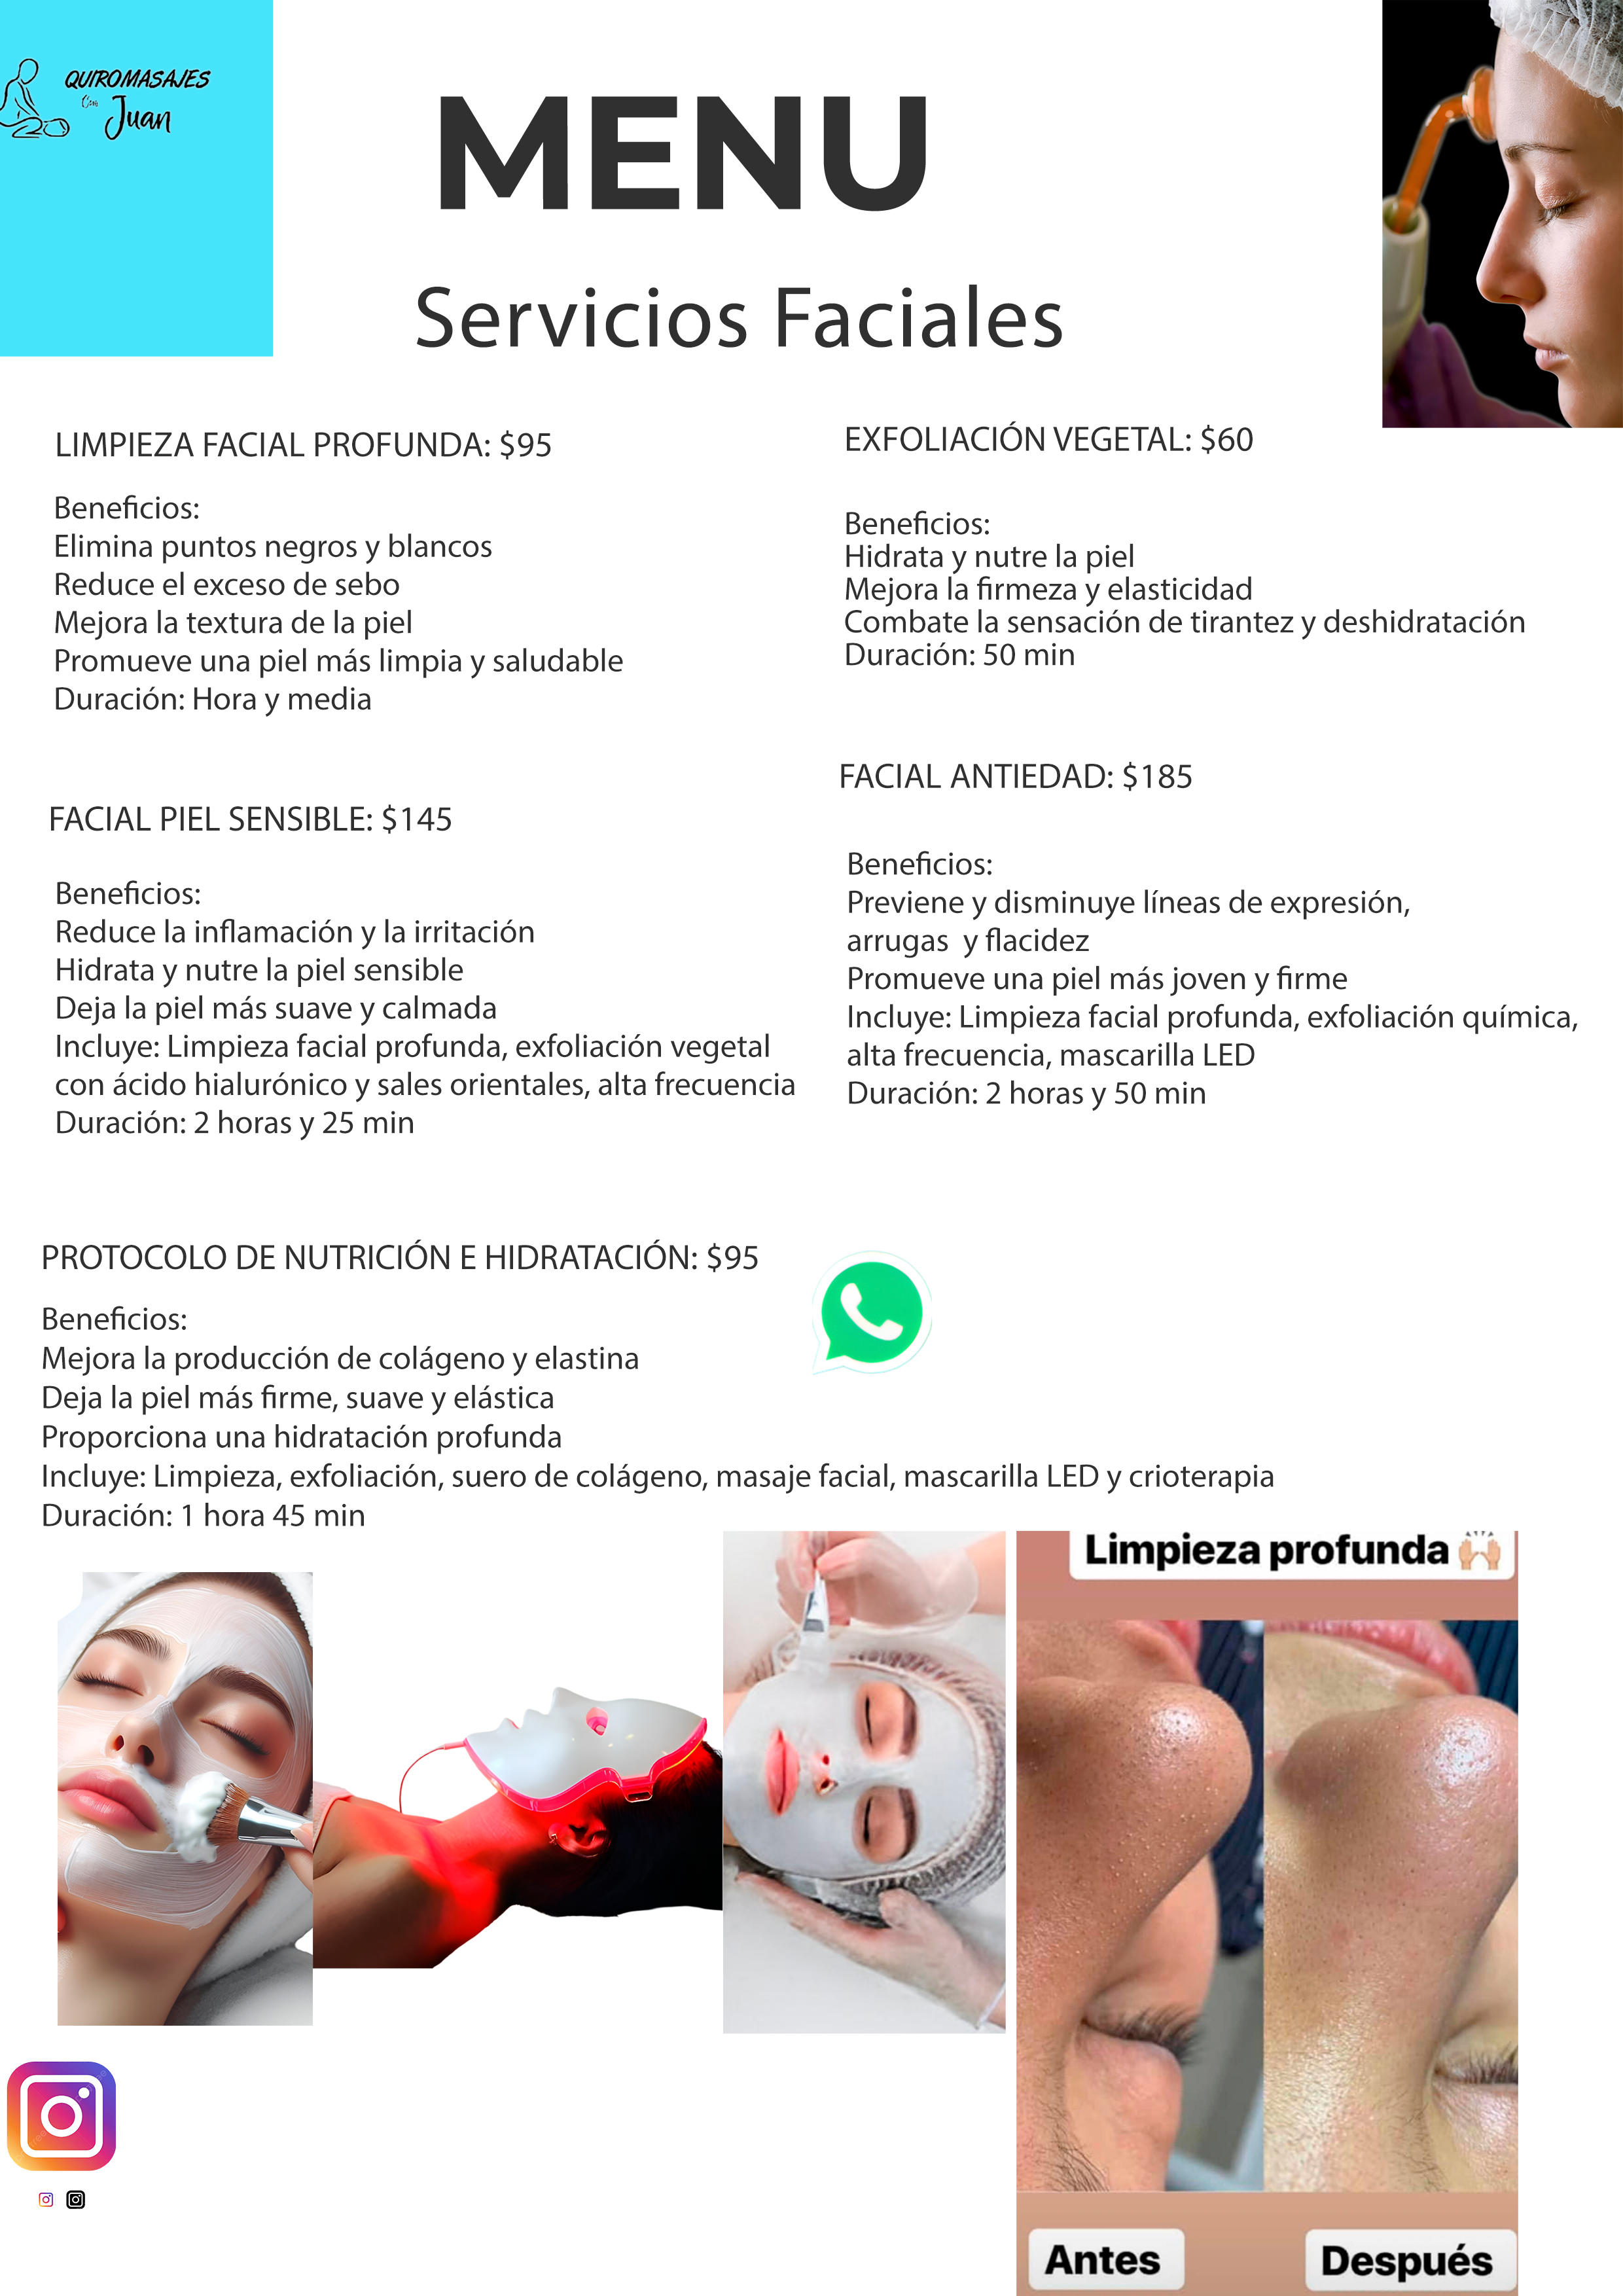 QUIROMASAJES
Con
Juan
MENU
Servicios Faciales
LIMPIEZA FACIAL PROFUNDA: $95
Beneficios:
Elimina puntos negros y blancos
Reduce el exceso de sebo
Mejora la textura de la piel
Promueve una piel más limpia y saludable
Duración: Hora y media
EXFOLIACIÓN VEGETAL: $60
Beneficios:
Hidrata y nutre la piel
Mejora la firmeza y elasticidad
Combate la sensación de tirantez y deshidratación
Duración: 50 min
FACIAL PIEL SENSIBLE: $145
Beneficios:
Reduce la inflamación y la irritación
Hidrata y nutre la piel sensible
Deja la piel más suave y calmada
Incluye: Limpieza facial profunda, exfoliación vegetal
con ácido hialurónico y sales orientales, alta frecuencia
Duración: 2 horas y 25 min
FACIAL ANTIEDAD: $185
Beneficios:
Previene y disminuye líneas de expresión,
arrugas  y flacidez
Promueve una piel más joven y firme
Incluye: Limpieza facial profunda, exfoliación química,
alta frecuencia, mascarilla LED
Duración: 2 horas y 50 min
PROTOCOLO DE NUTRICIÓN E HIDRATACIÓN: $95
Beneficios:
Mejora la producción de colágeno y elastina
Deja la piel más firme, suave y elástica
Proporciona una hidratación profunda
Incluye: Limpieza, exfoliación, suero de colágeno, masaje facial, mascarilla LED y crioterapia
Duración: 1 hora 45 min
Limpieza profunda 🙌🏻
Antes
Después